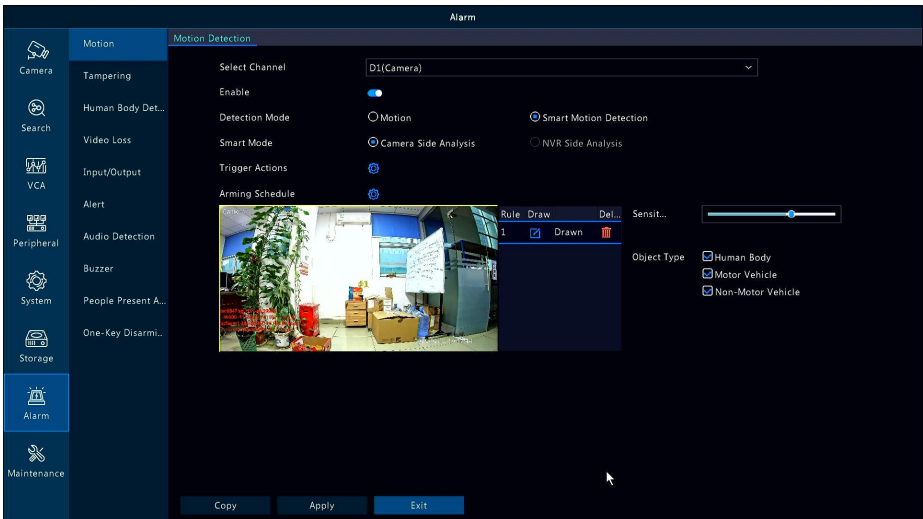 Alarm
Camera
Search
VCA
Peripheral
System
Storage
Alarm
Maintenance
Motion
Tampering
Human Body Det...
Video Loss
Input/Output
Alert
Audio Detection
Buzzer
People Present A...
One-Key Disarmi...
Motion Detection
Select Channel D1(Camera)
Enable
Detection Mode Motion Smart Motion Detection
Smart Mode Camera Side Analysis NVR Side Analysis
Trigger Actions
Arming Schedule
Rule Draw Del...
1 Drawn
Sensit...
Object Type Human Body
Motor Vehicle
Non-Motor Vehicle
Copy Apply Exit